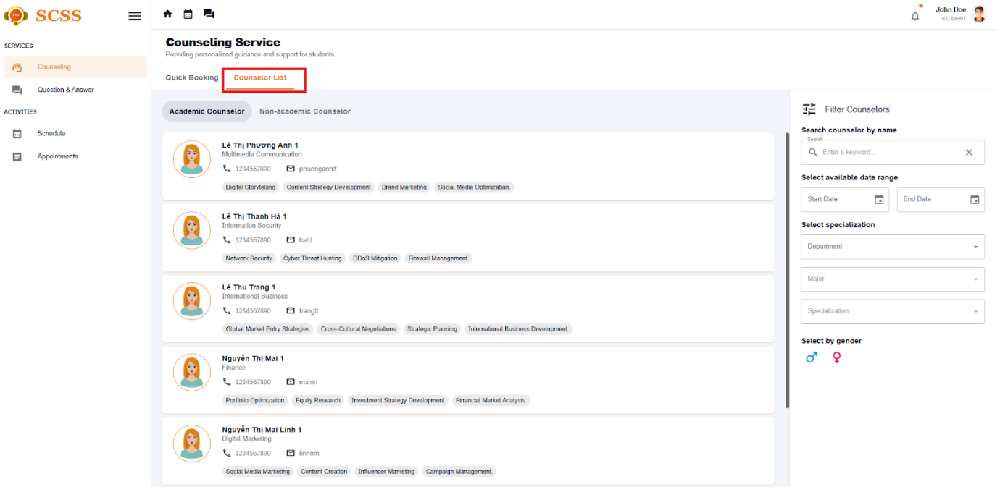 SCSS
John Doe
STUDENT
SERVICES
Counseling
Question & Answer
ACTIVITIES
Schedule
Appointments
Counseling Service
Providing personalized guidance and support for students.
Quick Booking
Counselor List
Academic Counselor
Non-academic Counselor
Lê Thị Phương Anh 1
Multimedia Communication
1234567890 phuonganhlt
Digital Storytelling Content Strategy Development Brand Marketing Social Media Optimization.
Lê Thị Thanh Hà 1
Information Security
1234567890 haltt
Network Security Cyber Threat Hunting DDoS Mitigation Firewall Management.
Lê Thu Trang 1
International Business
1234567890 tranglt
Global Market Entry Strategies Cross-Cultural Negotiations Strategic Planning International Business Development.
Nguyễn Thị Mai 1
Finance
1234567890 mainn
Portfolio Optimization Equity Research Investment Strategy Development Financial Market Analysis.
Nguyễn Thị Mai Linh 1
Digital Marketing
1234567890 linhnm
Social Media Marketing Content Creation Influencer Marketing Campaign Management.
Filter Counselors
Search counselor by name
Search
Enter a keyword...
Select available date range
Start Date End Date
Select specialization
Department
Major
Specialization
Select by gender